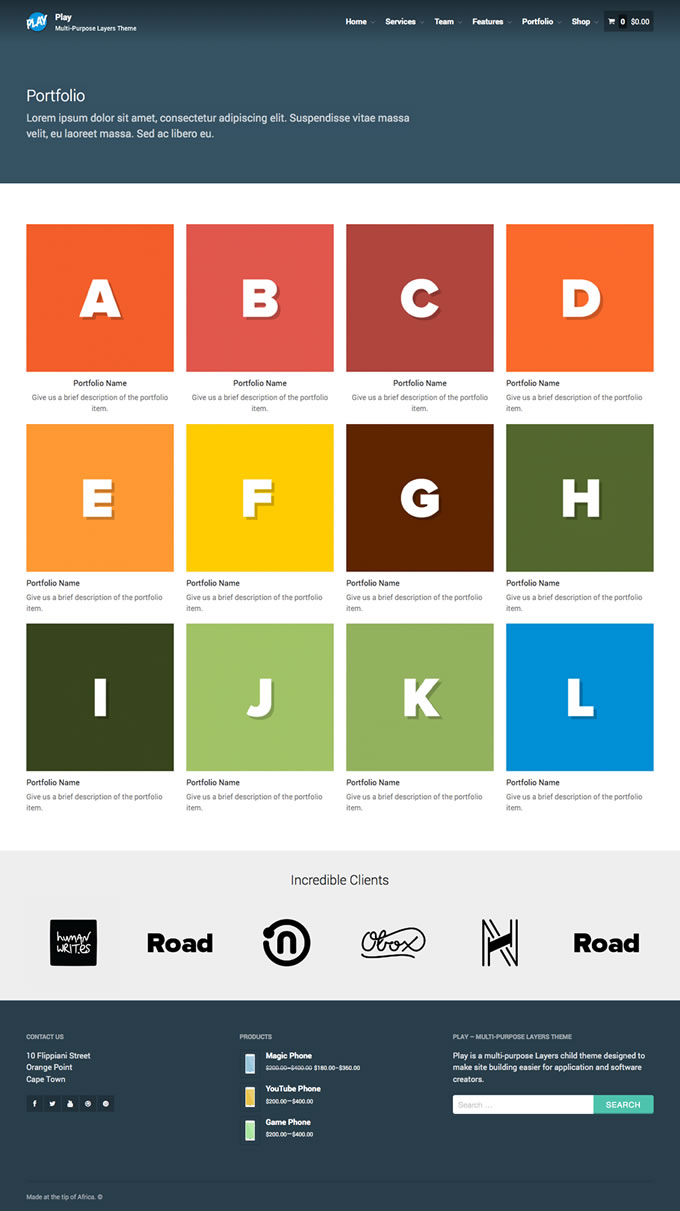 PLAY
Play
Multi-Purpose Layers Theme
Home Services Team Features Portfolio Shop 0 $0.00
Portfolio
Lorem ipsum dolor sit amet, consectetur adipiscing elit. Suspendisse vitae massa
velit, eu laoreet massa. Sed ac libero eu.
A B C D
Portfolio Name Portfolio Name Portfolio Name Portfolio Name
Give us a brief description of the portfolio Give us a brief description of the portfolio Give us a brief description of the portfolio Give us a brief description of the portfolio
item. item. item. item.
E F G H
Portfolio Name Portfolio Name Portfolio Name Portfolio Name
Give us a brief description of the portfolio Give us a brief description of the portfolio Give us a brief description of the portfolio Give us a brief description of the portfolio
item. item. item. item.
I J K L
Portfolio Name Portfolio Name Portfolio Name Portfolio Name
Give us a brief description of the portfolio Give us a brief description of the portfolio Give us a brief description of the portfolio Give us a brief description of the portfolio
item. item. item. item.
Incredible Clients
human
writ.es
Road n Obox N Road
CONTACT US
10 Flippiani Street
Orange Point
Cape Town
PRODUCTS
Magic Phone
$200.00–$400.00 $180.00–$360.00
YouTube Phone
$200.00–$400.00
Game Phone
$200.00–$400.00
PLAY – MULTI-PURPOSE LAYERS THEME
Play is a multi-purpose Layers child theme designed to
make site building easier for application and software
creators.
Search ... SEARCH
Made at the tip of Africa. ©